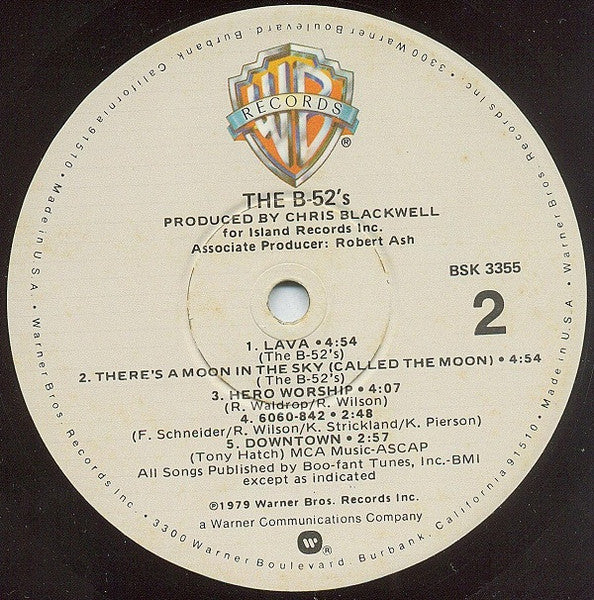 WB
RECORDS
®
THE B-52's
PRODUCED BY CHRIS BLACKWELL
for Island Records Inc.
Associate Producer: Robert Ash
BSK 3355
2
1. LAVA • 4:54
(The B-52's)
2. THERE'S A MOON IN THE SKY (CALLED THE MOON) • 4:54
( The B-52's)
3. HERO WORSHIP • 4:07
(R. Waldrop/R. Wilson)
4. 6060-842 • 2:48
(F. Schneider/R. Wilson/K. Strickland/K. Pierson)
5. DOWNTOWN • 2:57
(Tony Hatch) MCA Music-ASCAP
All Songs Published by Boo-fant Tunes, Inc.-BMI
except as indicated
℗1979 Warner Bros. Records Inc.
a Warner Communications Company
®
Made in U.S.A. • Warner Bros. Records Inc. • 3300 Warner Boulevard, Burbank, California 91510 • Made in U.S.A. • Warner Bros. Records Inc. • 3300 Warner Boulevard, Burbank, California 91510 •